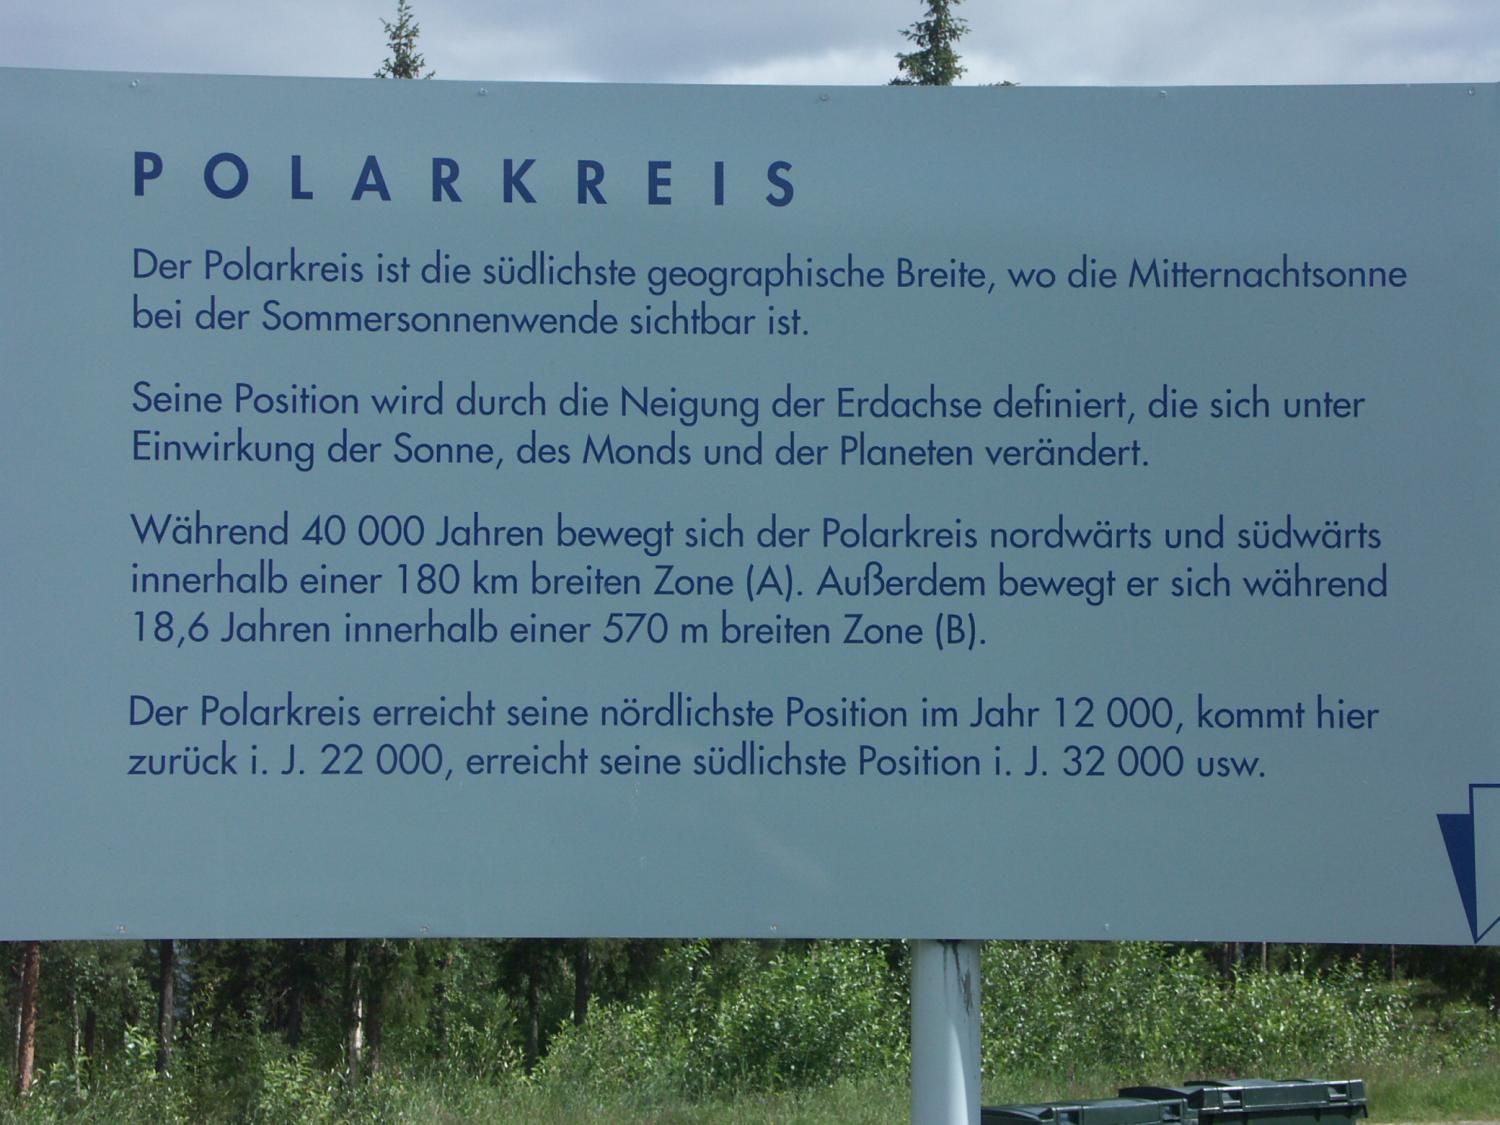 POLARKREIS
Der Polarkreis ist die südlichste geographische Breite, wo die Mitternachtsonne
bei der Sommersonnenwende sichtbar ist.
Seine Position wird durch die Neigung der Erdachse definiert, die sich unter
Einwirkung der Sonne, des Monds und der Planeten verändert.
Während 40 000 Jahren bewegt sich der Polarkreis nordwärts und südwärts
innerhalb einer 180 km breiten Zone (A). Außerdem bewegt er sich während
18,6 Jahren innerhalb einer 570 m breiten Zone (B).
Der Polarkreis erreicht seine nördlichste Position im Jahr 12 000, kommt hier
zurück i. J. 22 000, erreicht seine südlichste Position i. J. 32 000 usw.